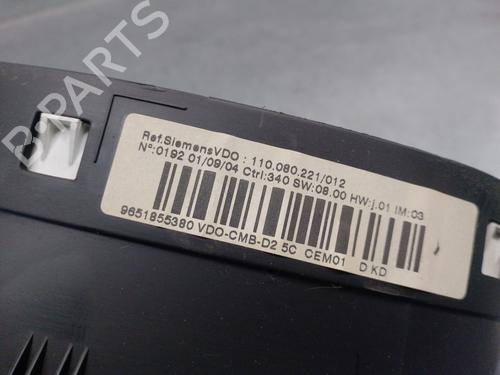 B-PARTS
Ref.SiemensVDO : 110.080.221/012
N°:0192 01/09/04 Ctrl:340 SW:08.00 HW:j.01 IM:03
9651855380 VDO-CMB-D2 5C CEM01 D KD